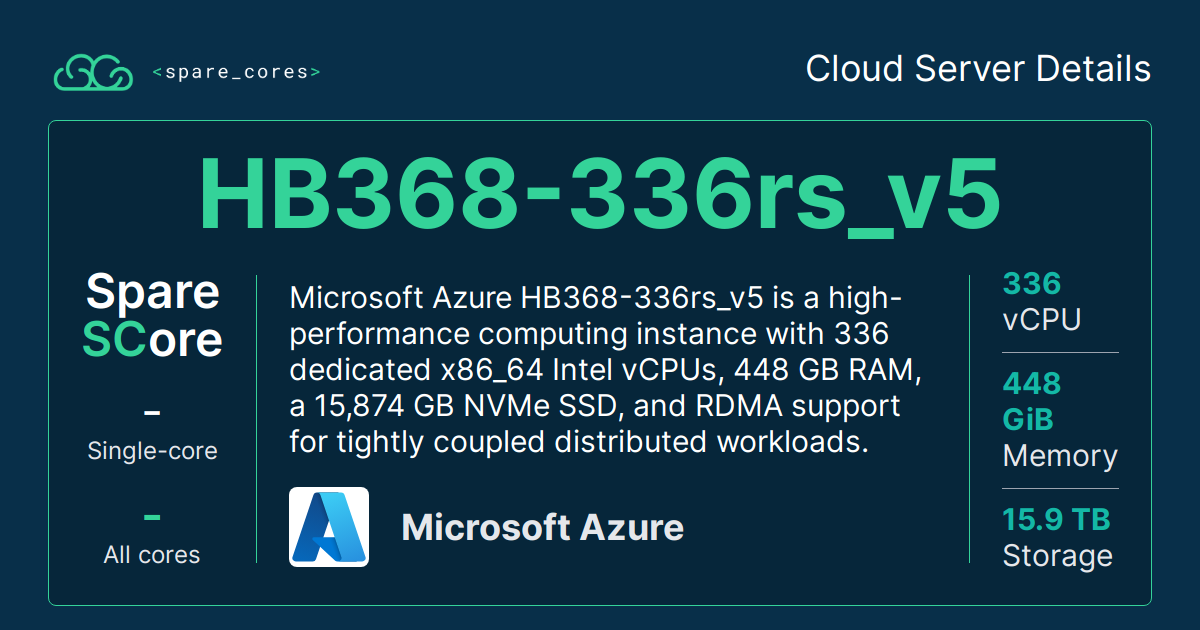 <spare_cores>
Cloud Server Details
HB368-336rs_v5
Spare
SCore
–
Single-core
–
All cores
Microsoft Azure HB368-336rs_v5 is a high-
performance computing instance with 336
dedicated x86_64 Intel vCPUs, 448 GB RAM,
a 15,874 GB NVMe SSD, and RDMA support
for tightly coupled distributed workloads.
Microsoft Azure
336
vCPU
448
GiB
Memory
15.9 TB
Storage